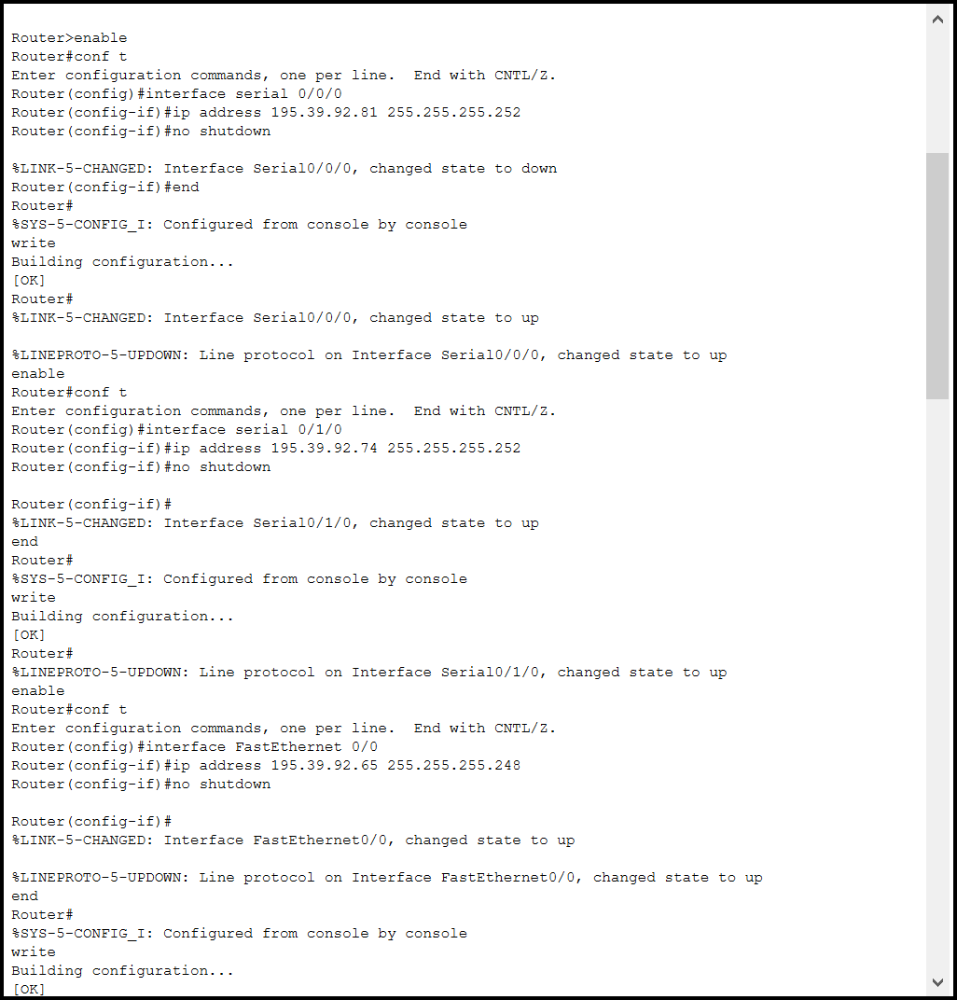 Router>enable
Router#conf t
Enter configuration commands, one per line.  End with CNTL/Z.
Router(config)#interface serial 0/0/0
Router(config-if)#ip address 195.39.92.81 255.255.255.252
Router(config-if)#no shutdown
%LINK-5-CHANGED: Interface Serial0/0/0, changed state to down
Router(config-if)#end
Router#
%SYS-5-CONFIG_I: Configured from console by console
write
Building configuration...
[OK]
Router#
%LINK-5-CHANGED: Interface Serial0/0/0, changed state to up
%LINEPROTO-5-UPDOWN: Line protocol on Interface Serial0/0/0, changed state to up
enable
Router#conf t
Enter configuration commands, one per line.  End with CNTL/Z.
Router(config)#interface serial 0/1/0
Router(config-if)#ip address 195.39.92.74 255.255.255.252
Router(config-if)#no shutdown
Router(config-if)#
%LINK-5-CHANGED: Interface Serial0/1/0, changed state to up
end
Router#
%SYS-5-CONFIG_I: Configured from console by console
write
Building configuration...
[OK]
Router#
%LINEPROTO-5-UPDOWN: Line protocol on Interface Serial0/1/0, changed state to up
enable
Router#conf t
Enter configuration commands, one per line.  End with CNTL/Z.
Router(config)#interface FastEthernet 0/0
Router(config-if)#ip address 195.39.92.65 255.255.255.248
Router(config-if)#no shutdown
Router(config-if)#
%LINK-5-CHANGED: Interface FastEthernet0/0, changed state to up
%LINEPROTO-5-UPDOWN: Line protocol on Interface FastEthernet0/0, changed state to up
end
Router#
%SYS-5-CONFIG_I: Configured from console by console
write
Building configuration...
[OK]